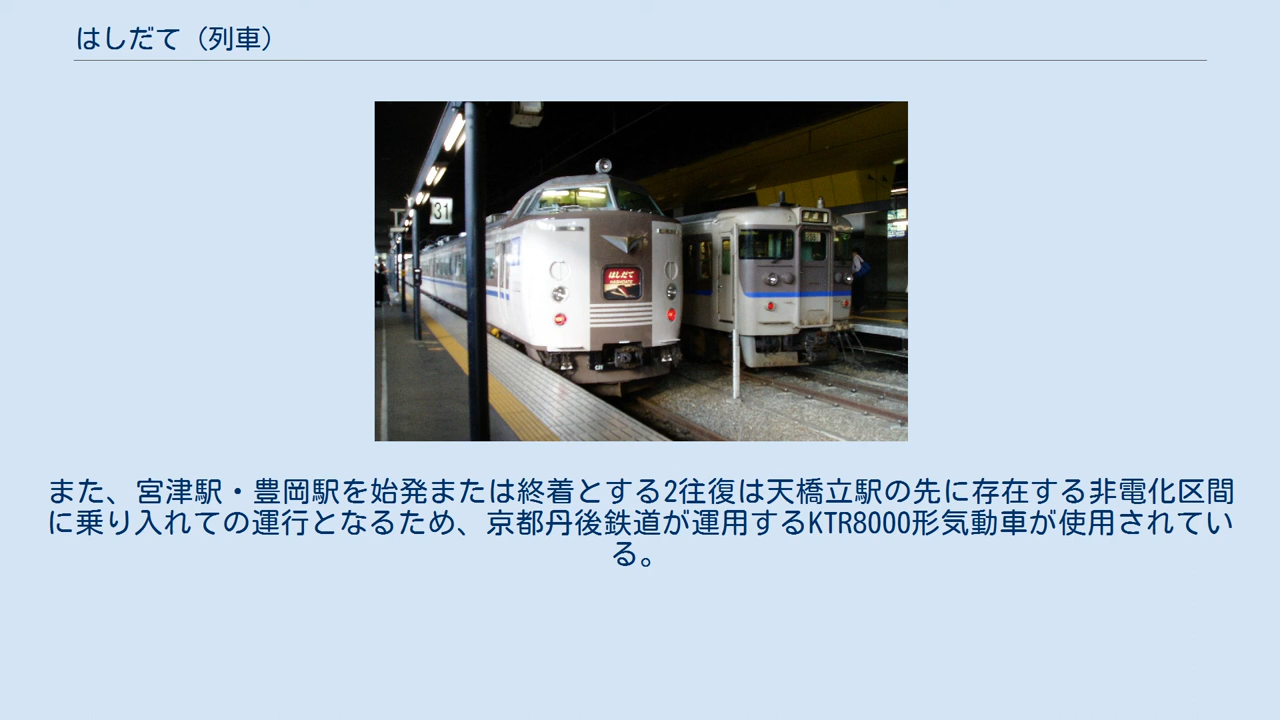 はしだて（列車）
31
はしだて
また、宮津駅・豊岡駅を始発または終着とする2往復は天橋立駅の先に存在する非電化区間
に乗り入れての運行となるため、京都丹後鉄道が運用するKTR8000形気動車が使用されてい
る。